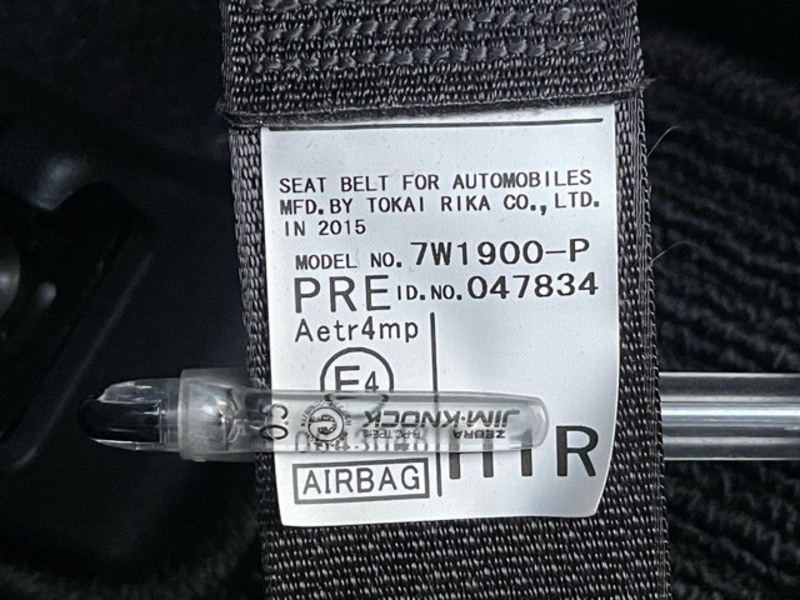 SEAT BELT FOR AUTOMOBILES
MFD. BY TOKAI RIKA CO., LTD.
IN 2015
MODEL NO. 7W1900-P
PRE ID.NO. 047834
Aetr4mp
E4
ZEBRA
JIM-KNOCK
AIRBAG